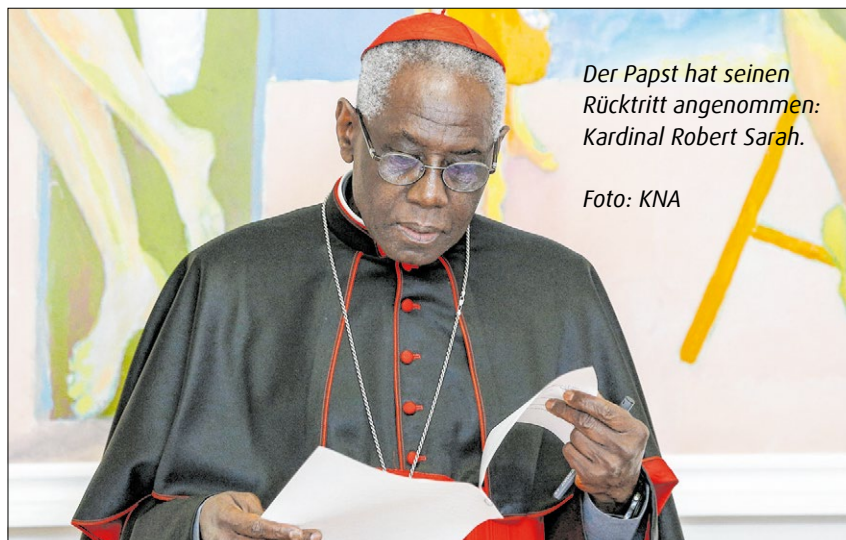 Der Papst hat seinen
Rücktritt angenommen:
Kardinal Robert Sarah.
Foto: KNA